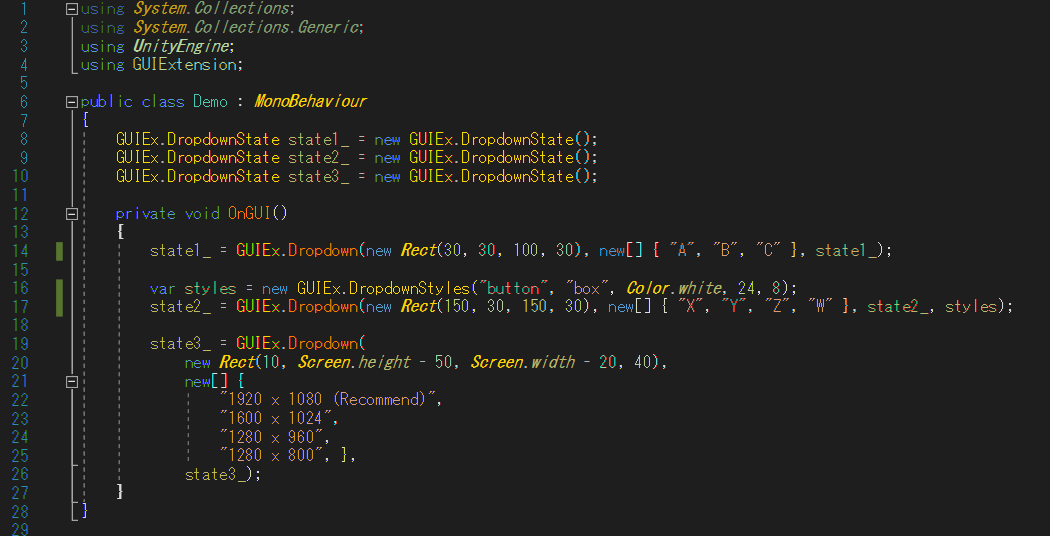 1 using System.Collections;
2 using System.Collections.Generic;
3 using UnityEngine;
4 using GUIExtension;
5
6 public class Demo : MonoBehaviour
7 {
8 GUIEx.DropdownState state1_ = new GUIEx.DropdownState();
9 GUIEx.DropdownState state2_ = new GUIEx.DropdownState();
10 GUIEx.DropdownState state3_ = new GUIEx.DropdownState();
11
12 private void OnGUI()
13 {
14 state1_ = GUIEx.Dropdown(new Rect(30, 30, 100, 30), new[] { "A", "B", "C" }, state1_);
15
16 var styles = new GUIEx.DropdownStyles("button", "box", Color.white, 24, 8);
17 state2_ = GUIEx.Dropdown(new Rect(150, 30, 150, 30), new[] { "X", "Y", "Z", "W" }, state2_, styles);
18
19 state3_ = GUIEx.Dropdown(
20 new Rect(10, Screen.height - 50, Screen.width - 20, 40),
21 new[] {
22 "1920 x 1080 (Recommend)",
23 "1600 x 1024",
24 "1280 x 960",
25 "1280 x 800", },
26 state3_);
27 }
28 }
29